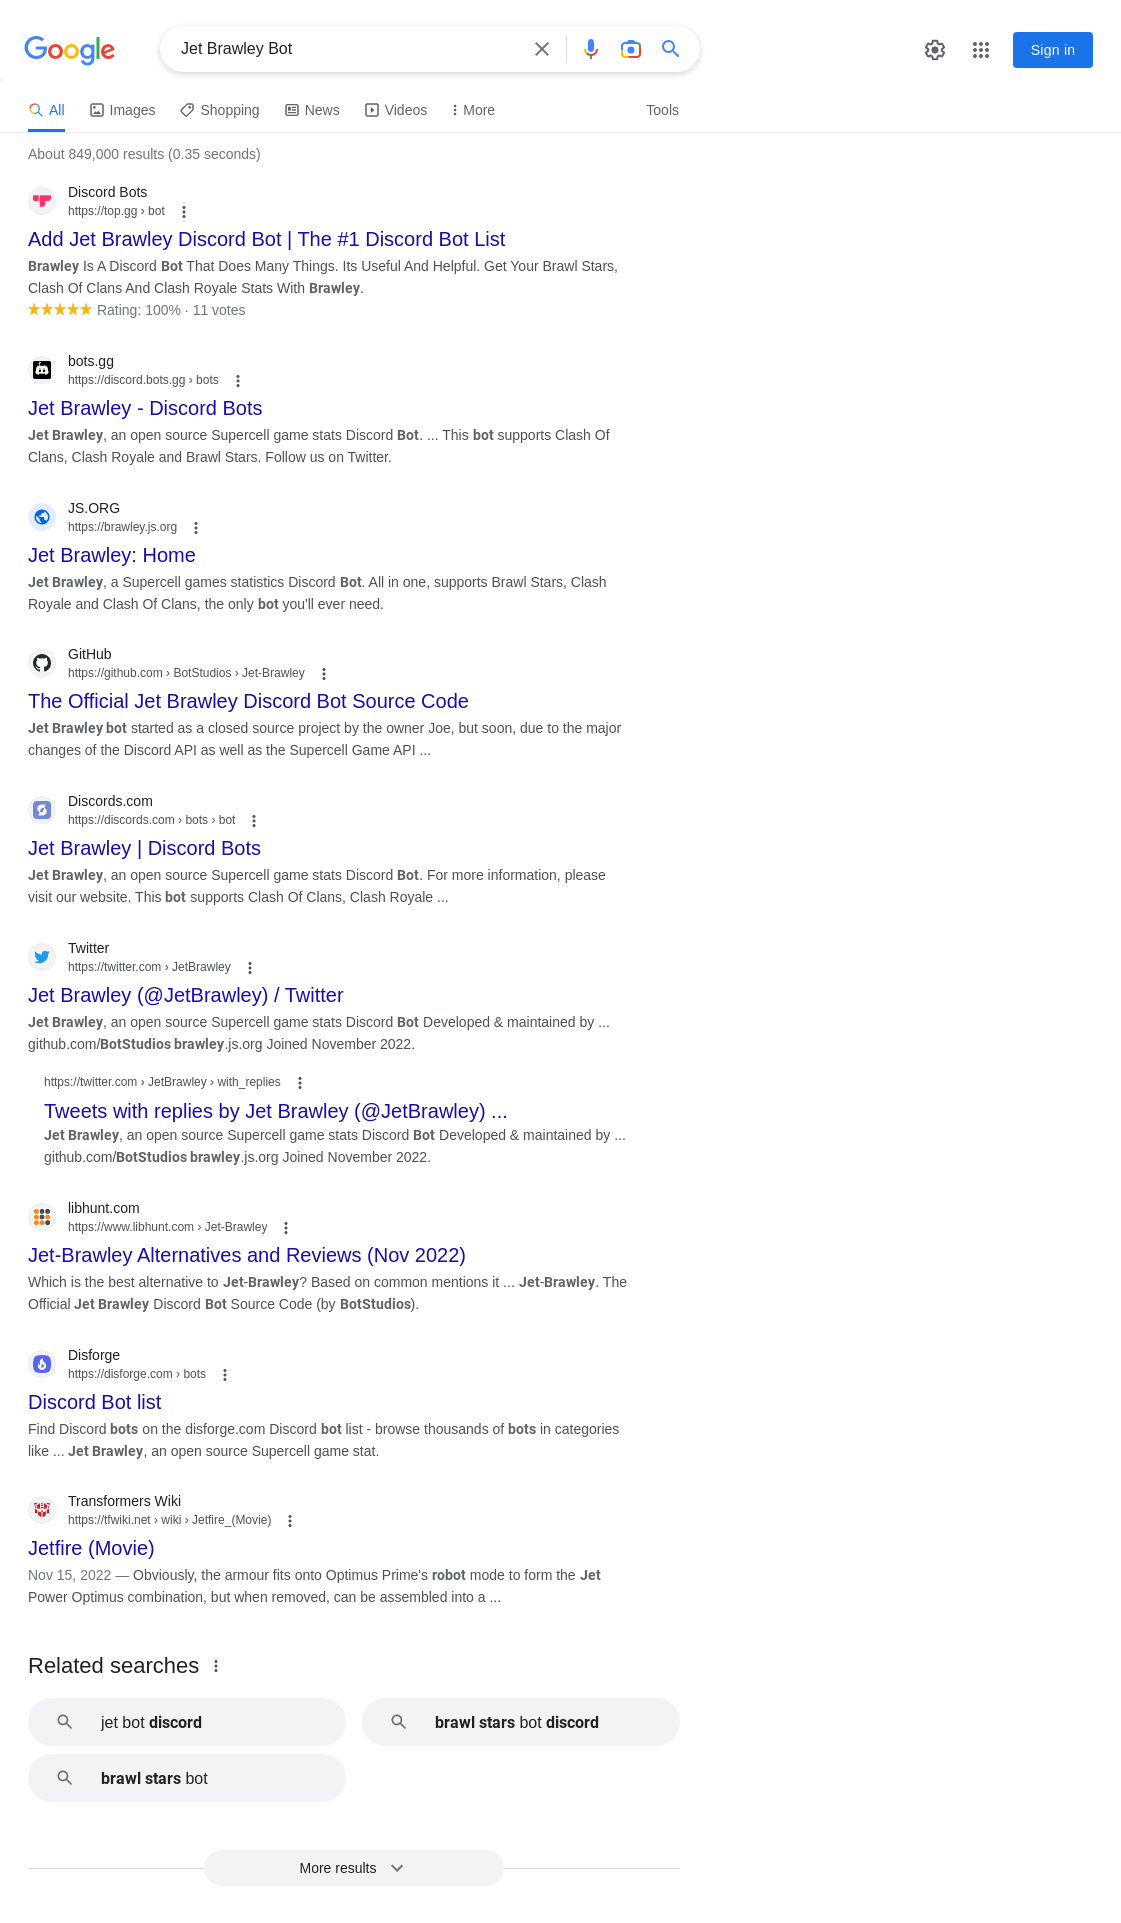 Google
Jet Brawley Bot
Sign in
All
Images
Shopping
News
Videos
More
Tools
About 849,000 results (0.35 seconds)
Discord Bots
https://top.gg › bot
Add Jet Brawley Discord Bot | The #1 Discord Bot List
Brawley Is A Discord Bot That Does Many Things. Its Useful And Helpful. Get Your Brawl Stars,
Clash Of Clans And Clash Royale Stats With Brawley.
Rating: 100% · 11 votes
bots.gg
https://discord.bots.gg › bots
Jet Brawley - Discord Bots
Jet Brawley, an open source Supercell game stats Discord Bot. ... This bot supports Clash Of
Clans, Clash Royale and Brawl Stars. Follow us on Twitter.
JS.ORG
https://brawley.js.org
Jet Brawley: Home
Jet Brawley, a Supercell games statistics Discord Bot. All in one, supports Brawl Stars, Clash
Royale and Clash Of Clans, the only bot you'll ever need.
GitHub
https://github.com › BotStudios › Jet-Brawley
The Official Jet Brawley Discord Bot Source Code
Jet Brawley bot started as a closed source project by the owner Joe, but soon, due to the major
changes of the Discord API as well as the Supercell Game API ...
Discords.com
https://discords.com › bots › bot
Jet Brawley | Discord Bots
Jet Brawley, an open source Supercell game stats Discord Bot. For more information, please
visit our website. This bot supports Clash Of Clans, Clash Royale ...
Twitter
https://twitter.com › JetBrawley
Jet Brawley (@JetBrawley) / Twitter
Jet Brawley, an open source Supercell game stats Discord Bot Developed & maintained by ...
github.com/BotStudios brawley.js.org Joined November 2022.
https://twitter.com › JetBrawley › with_replies
Tweets with replies by Jet Brawley (@JetBrawley) ...
Jet Brawley, an open source Supercell game stats Discord Bot Developed & maintained by ...
github.com/BotStudios brawley.js.org Joined November 2022.
libhunt.com
https://www.libhunt.com › Jet-Brawley
Jet-Brawley Alternatives and Reviews (Nov 2022)
Which is the best alternative to Jet-Brawley? Based on common mentions it ... Jet-Brawley. The
Official Jet Brawley Discord Bot Source Code (by BotStudios).
Disforge
https://disforge.com › bots
Discord Bot list
Find Discord bots on the disforge.com Discord bot list - browse thousands of bots in categories
like ... Jet Brawley, an open source Supercell game stat.
Transformers Wiki
https://tfwiki.net › wiki › Jetfire_(Movie)
Jetfire (Movie)
Nov 15, 2022 — Obviously, the armour fits onto Optimus Prime's robot mode to form the Jet
Power Optimus combination, but when removed, can be assembled into a ...
Related searches
jet bot discord
brawl stars bot discord
brawl stars bot
More results